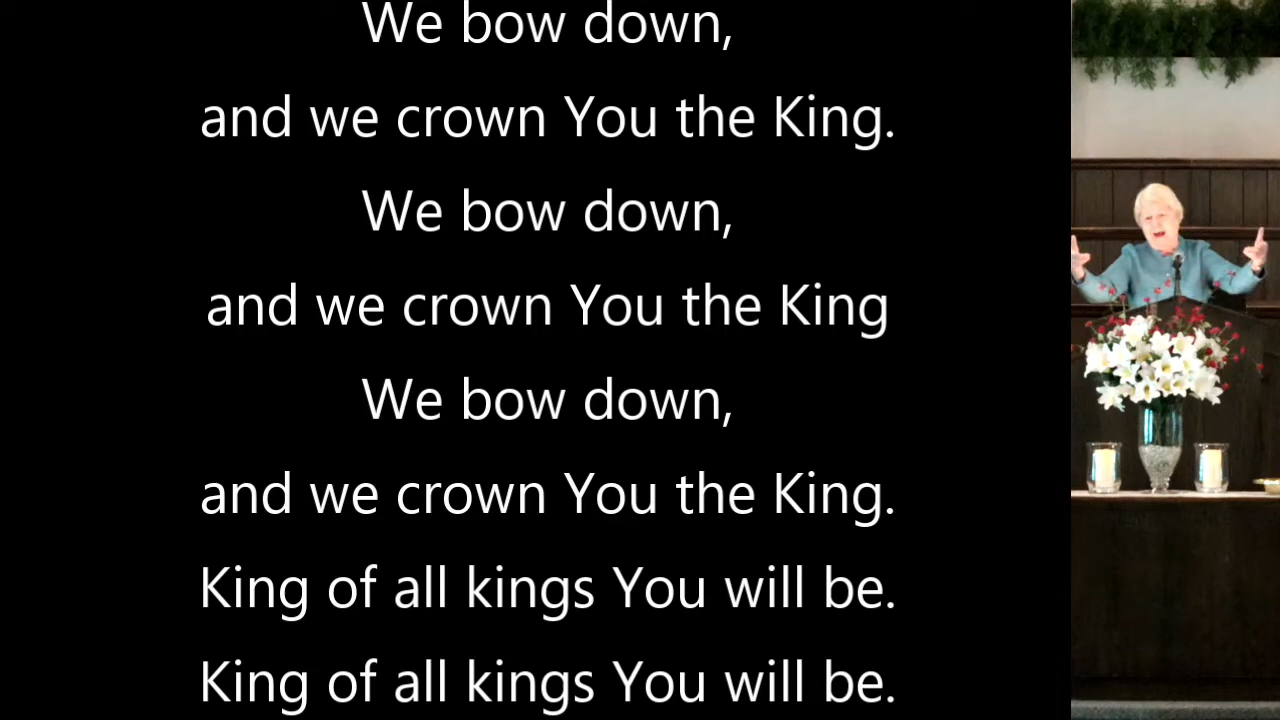 We bow down,
and we crown You the King.
We bow down,
and we crown You the King
We bow down,
and we crown You the King.
King of all kings You will be.
King of all kings You will be.